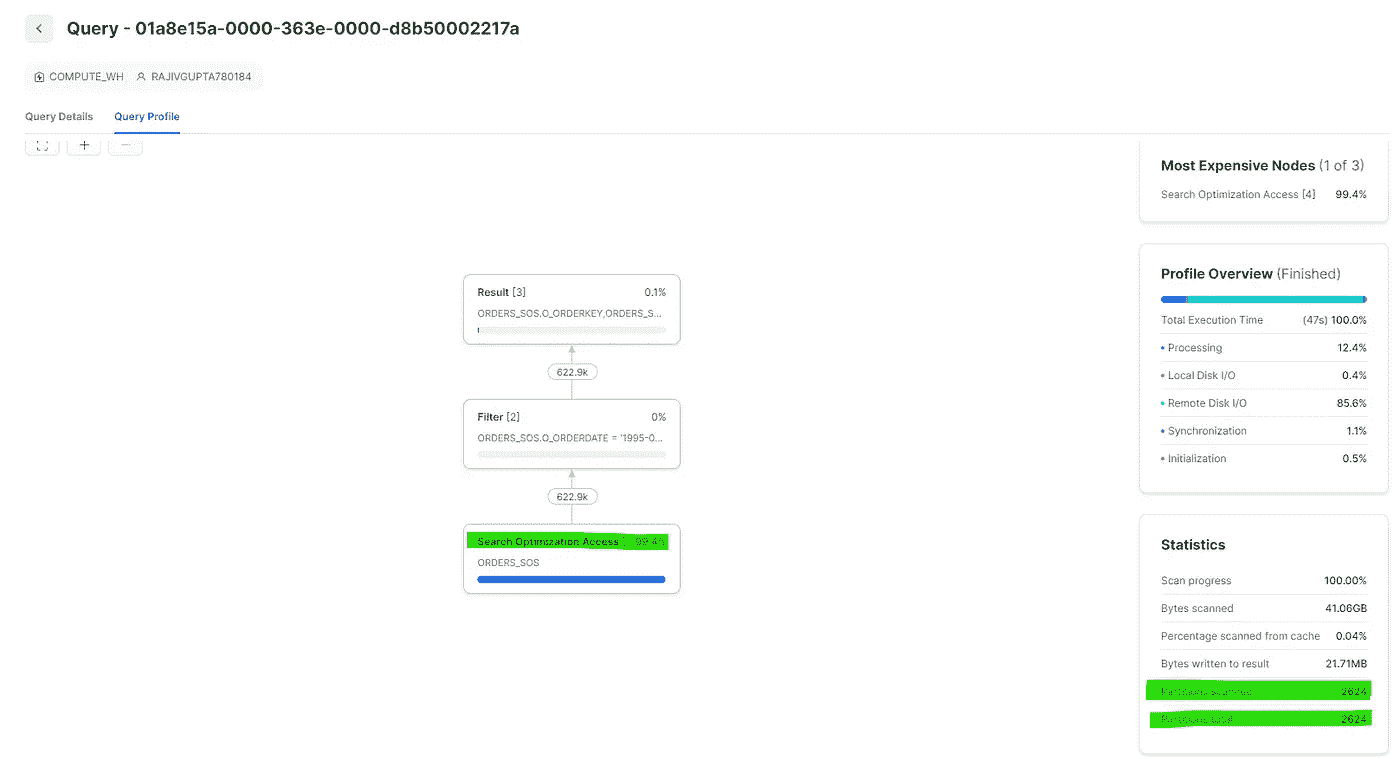 Query - 01a8e15a-0000-363e-0000-d8b50002217a
COMPUTE_WH RAJIVGUPTA780184
Query Details Query Profile
Most Expensive Nodes (1 of 3)
Search Optimization Access [4] 99.4%
Profile Overview (Finished)
Total Execution Time (47s) 100.0%
Processing 12.4%
Local Disk I/O 0.4%
Remote Disk I/O 85.6%
Synchronization 1.1%
Initialization 0.5%
Statistics
Scan progress 100.00%
Bytes scanned 41.06GB
Percentage scanned from cache 0.04%
Bytes written to result 21.71MB
Partitions scanned 2624
Partitions total 2624
Result [3] 0.1%
ORDERS_SOS.O_ORDERKEY,ORDERS_S...
622.9k
Filter [2] 0%
ORDERS_SOS.O_ORDERDATE = '1995-0...
622.9k
Search Optimization Access
ORDERS_SOS